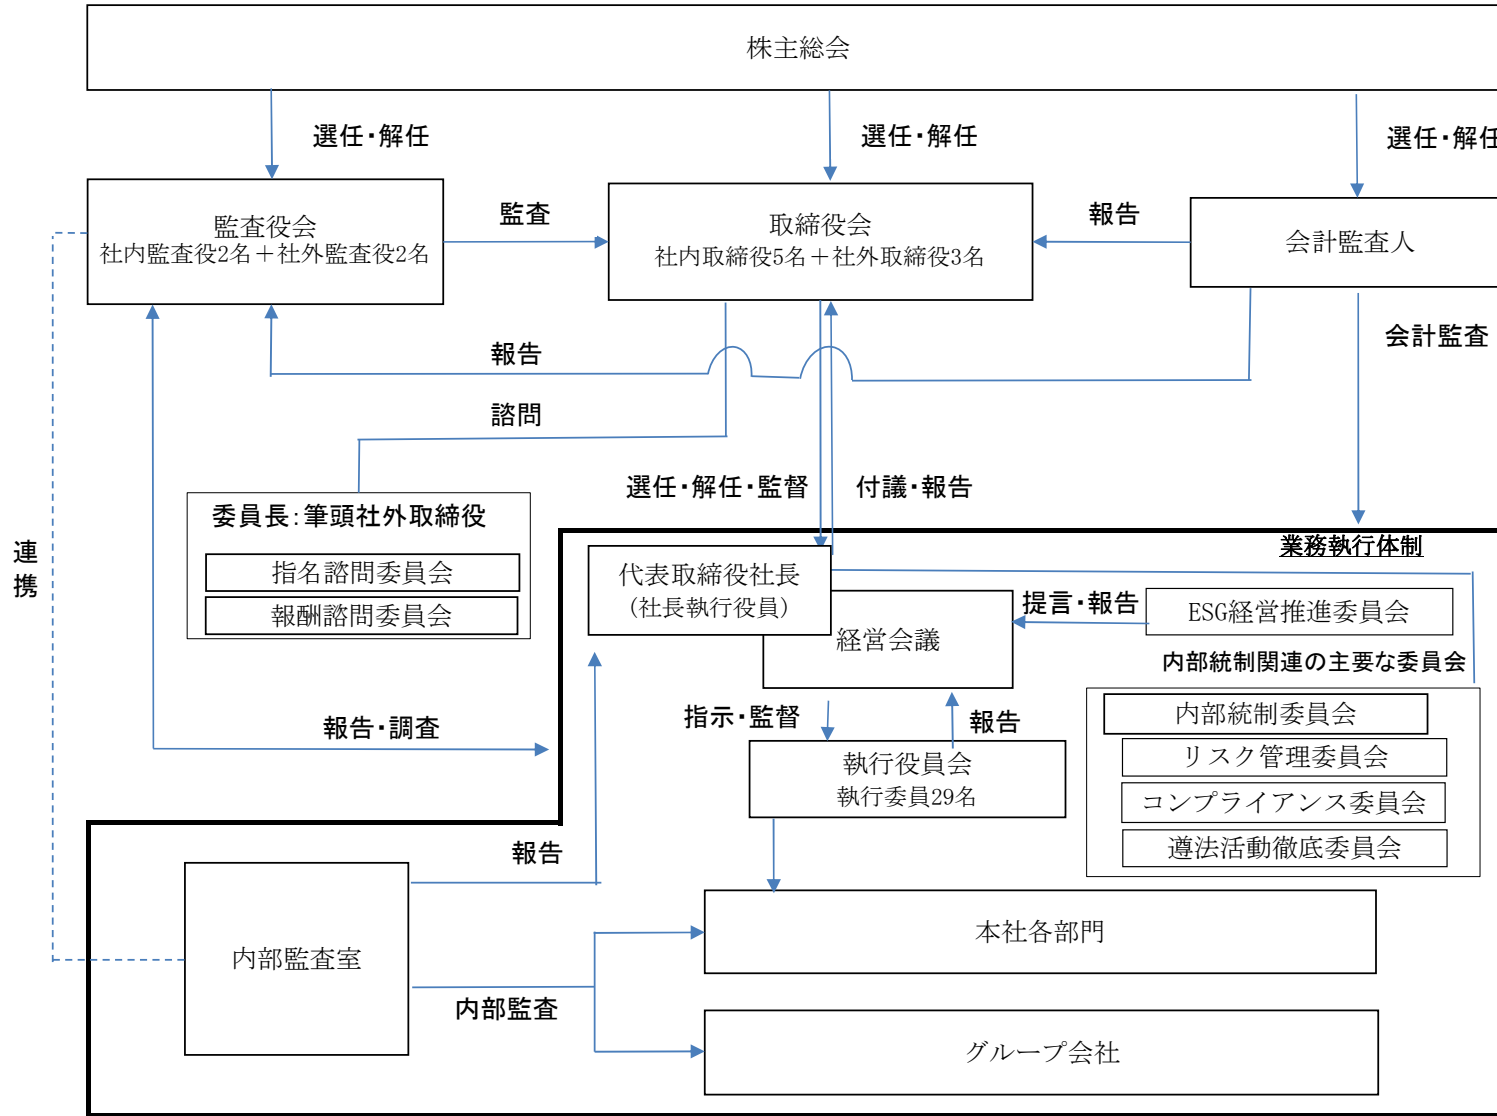 株主総会
選任・解任
選任・解任
選任・解任
監査役会
社内監査役2名＋社外監査役2名
監査
取締役会
社内取締役5名＋社外取締役3名
報告
会計監査人
報告
会計監査
諮問
選任・解任・監督
付議・報告
委員長：筆頭社外取締役
指名諮問委員会
報酬諮問委員会
連携
業務執行体制
代表取締役社長
（社長執行役員）
経営会議
提言・報告
ESG経営推進委員会
内部統制関連の主要な委員会
内部統制委員会
リスク管理委員会
コンプライアンス委員会
遵法活動徹底委員会
報告・調査
指示・監督
報告
執行役員会
執行委員29名
報告
内部監査室
内部監査
本社各部門
グループ会社